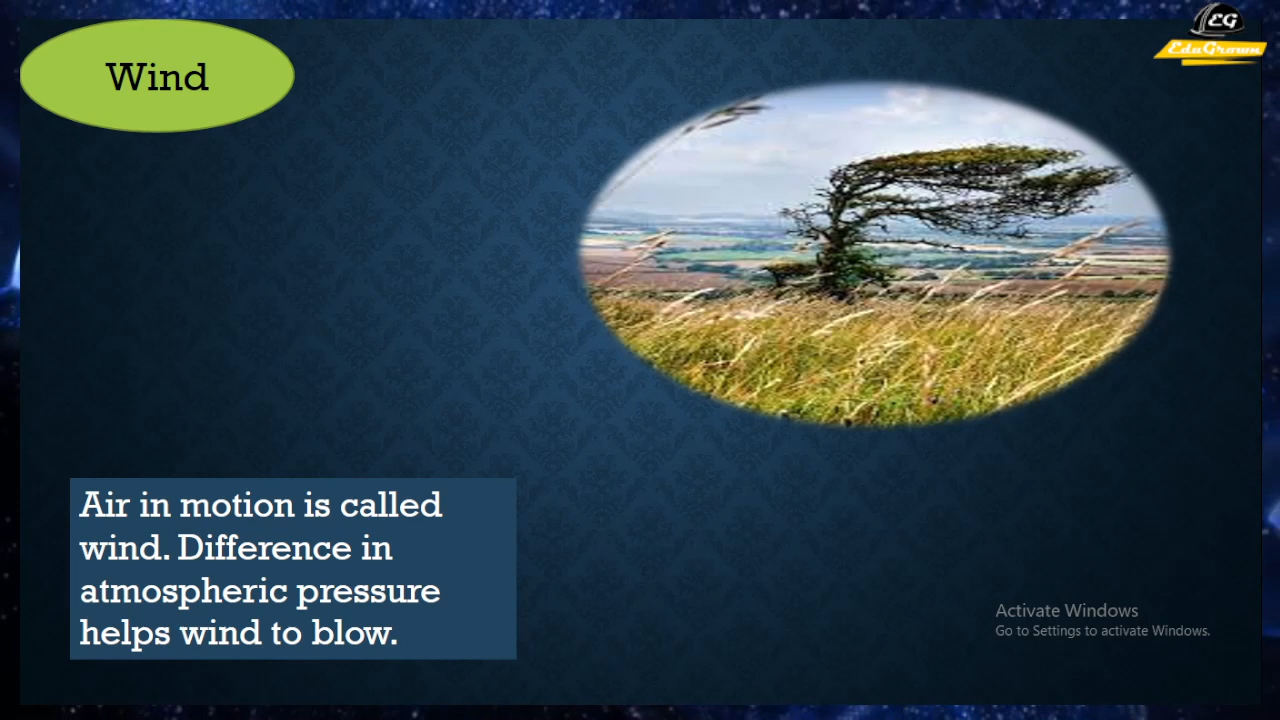 Wind
EG
EduGrown
Air in motion is called
wind. Difference in
atmospheric pressure
helps wind to blow.
Activate Windows
Go to Settings to activate Windows.